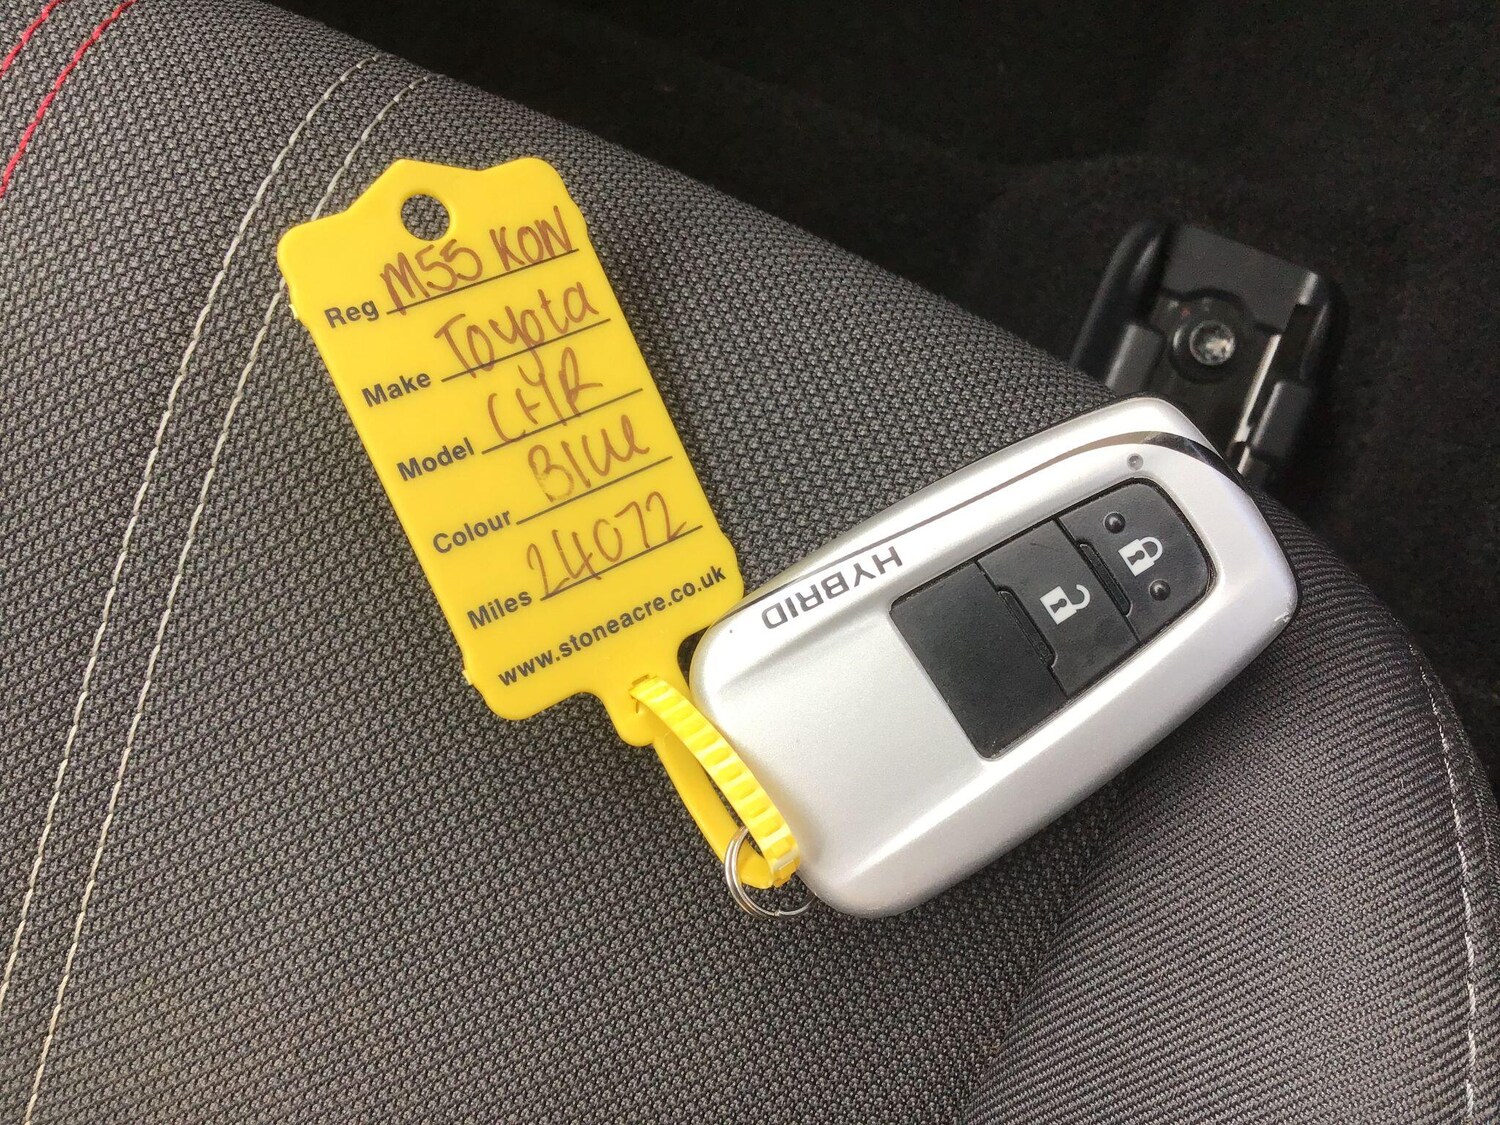 Reg M55 KON
Make Toyota
Model CHR
Colour Blue
Miles 24072
www.stoneacre.co.uk
HYBRID